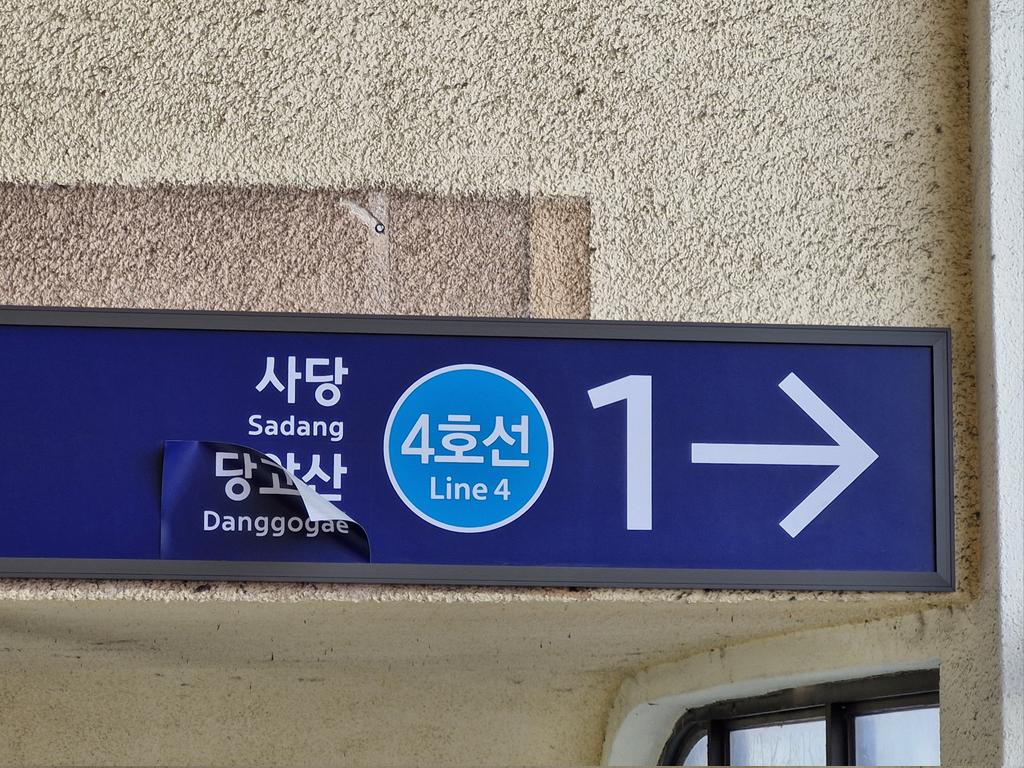 사당
Sadang
Danggogae
4호선
Line 4
1